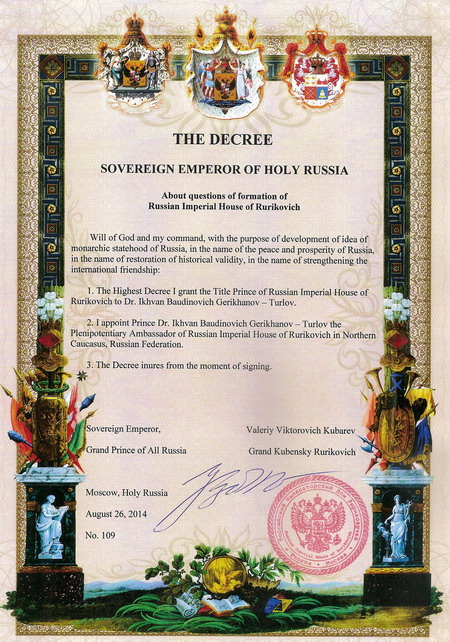 THE DECREE
SOVEREIGN EMPEROR OF HOLY RUSSIA
About questions of formation of
Russian Imperial House of Rurikovich
Will of God and my command, with the purpose of development of idea of
monarchic statehood of Russia, in the name of the peace and prosperity of Russia,
in the name of restoration of historical validity, in the name of strengthening the
international friendship:
1. The Highest Decree I grant the Title Prince of Russian Imperial House of
Rurikovich to Dr. Ikhvan Baudinovich Gerikhanov – Turlov.
2. I appoint Prince Dr. Ikhvan Baudinovich Gerikhanov – Turlov the
Plenipotentiary Ambassador of Russian Imperial House of Rurikovich in Northern
Caucasus, Russian Federation.
3. The Decree inures from the moment of signing.
Sovereign Emperor, Valeriy Viktorovich Kubarev
Grand Prince of All Russia Grand Kubensky Rurikovich
Moscow, Holy Russia
August 26, 2014
No. 109